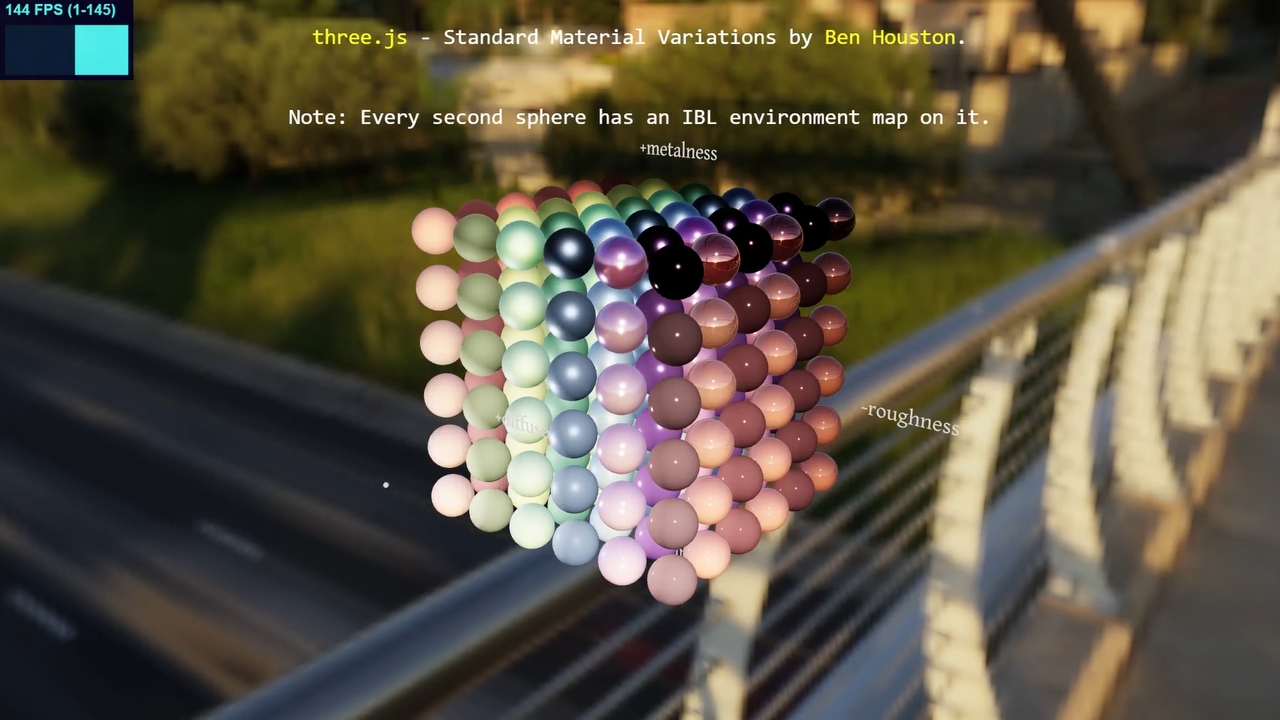 144 FPS (1-145)
three.js - Standard Material Variations by Ben Houston.
Note: Every second sphere has an IBL environment map on it.
+metalness
-roughness